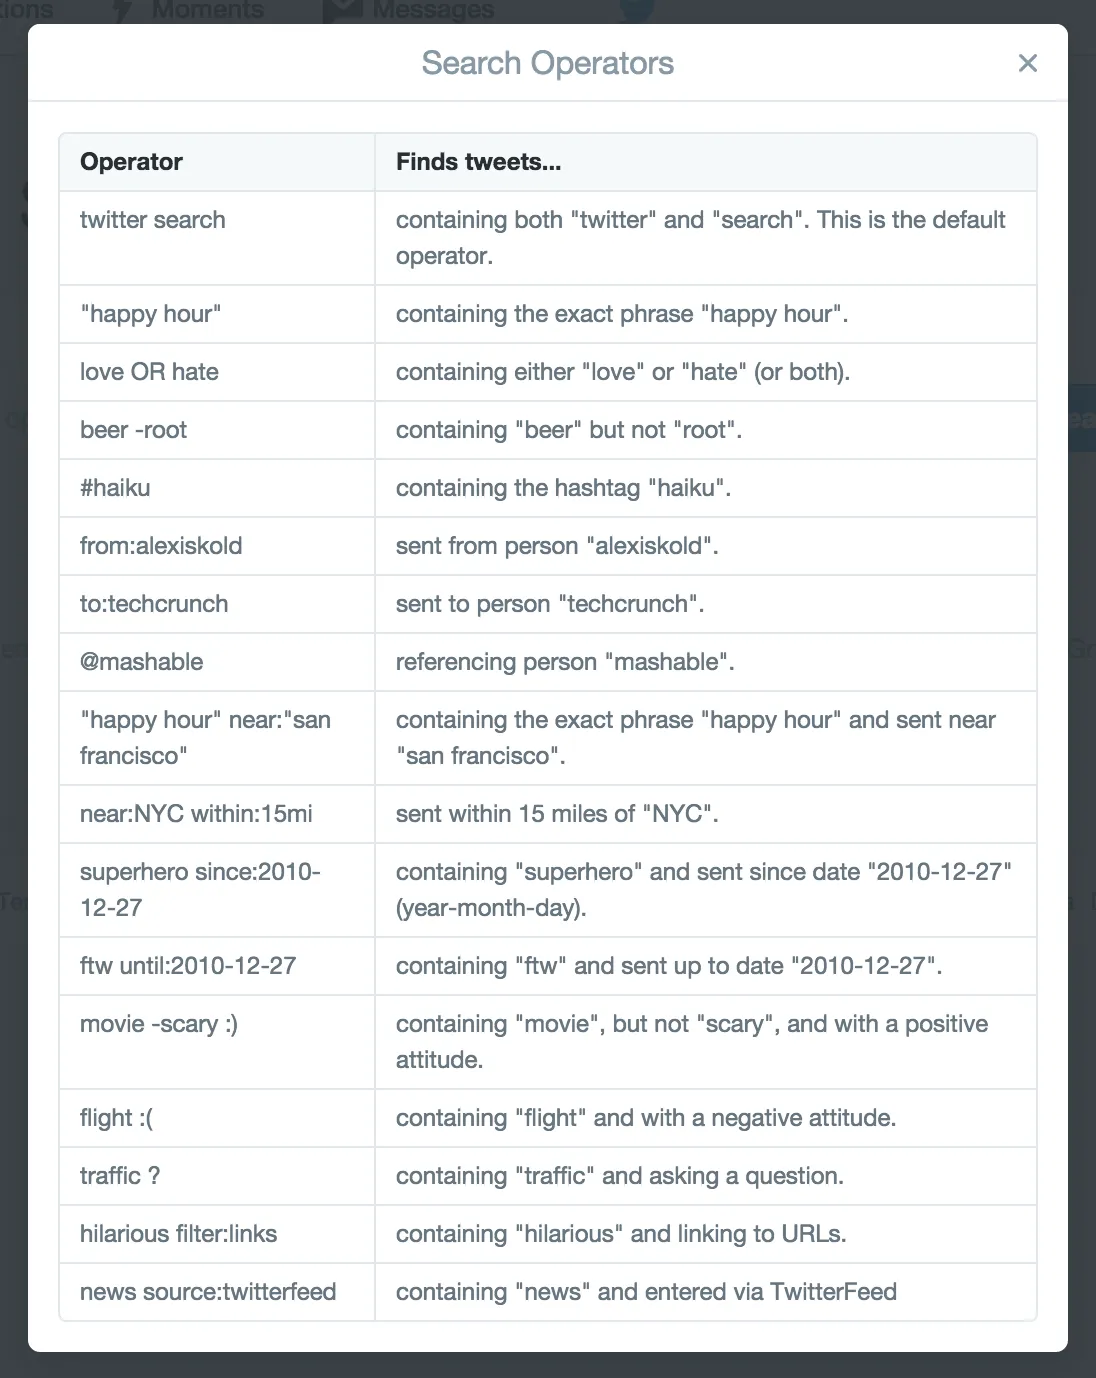 Moments
Messages
Search Operators
Operator
Finds tweets...
twitter search
containing both "twitter" and "search". This is the default
operator.
"happy hour"
containing the exact phrase "happy hour".
love OR hate
containing either "love" or "hate" (or both).
beer -root
containing "beer" but not "root".
#haiku
containing the hashtag "haiku".
from:alexiskold
sent from person "alexiskold".
to:techcrunch
sent to person "techcrunch".
@mashable
referencing person "mashable".
"happy hour" near:"san
francisco"
containing the exact phrase "happy hour" and sent near
"san francisco".
near:NYC within:15mi
sent within 15 miles of "NYC".
superhero since:2010-
12-27
containing "superhero" and sent since date "2010-12-27"
(year-month-day).
ftw until:2010-12-27
containing "ftw" and sent up to date "2010-12-27".
movie -scary :)
containing "movie", but not "scary", and with a positive
attitude.
flight :(
containing "flight" and with a negative attitude.
traffic ?
containing "traffic" and asking a question.
hilarious filter:links
containing "hilarious" and linking to URLs.
news source:twitterfeed
containing "news" and entered via TwitterFeed